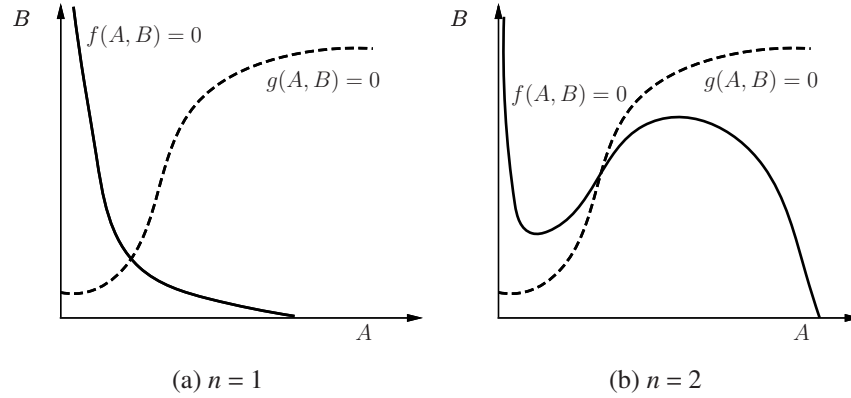 B
f(A, B) = 0
g(A, B) = 0
A
(a) n = 1
B
f(A, B) = 0
g(A, B) = 0
A
(b) n = 2